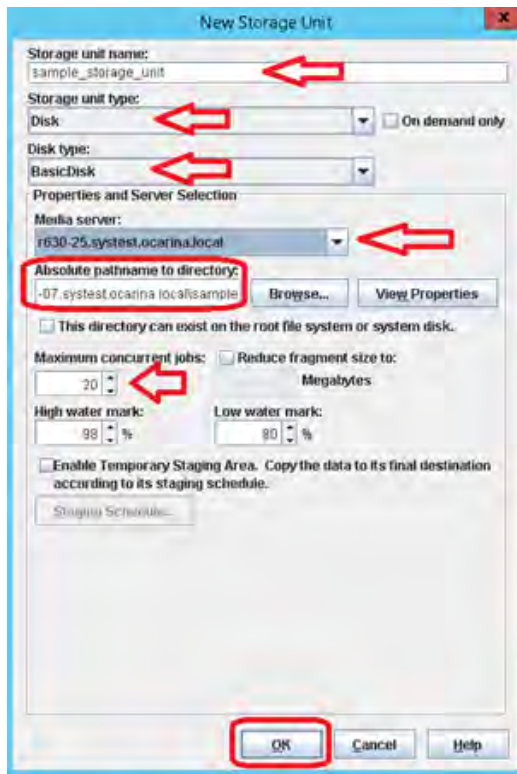 New Storage Unit
x
Storage unit name:
sample_storage_unit
Storage unit type:
Disk
On demand only
Disk type:
BasicDisk
Properties and Server Selection
Media server:
r630-25.systest.ocarina.local
Absolute pathname to directory:
-07.systest.ocarina.local\sample
Browse...
View Properties
This directory can exist on the root file system or system disk.
Maximum concurrent jobs:
Reduce fragment size to:
20
Megabytes
High water mark:
Low water mark:
98 %
80 %
Enable Temporary Staging Area. Copy the data to its final destination
according to its staging schedule.
Staging Schedule...
OK
Cancel
Help